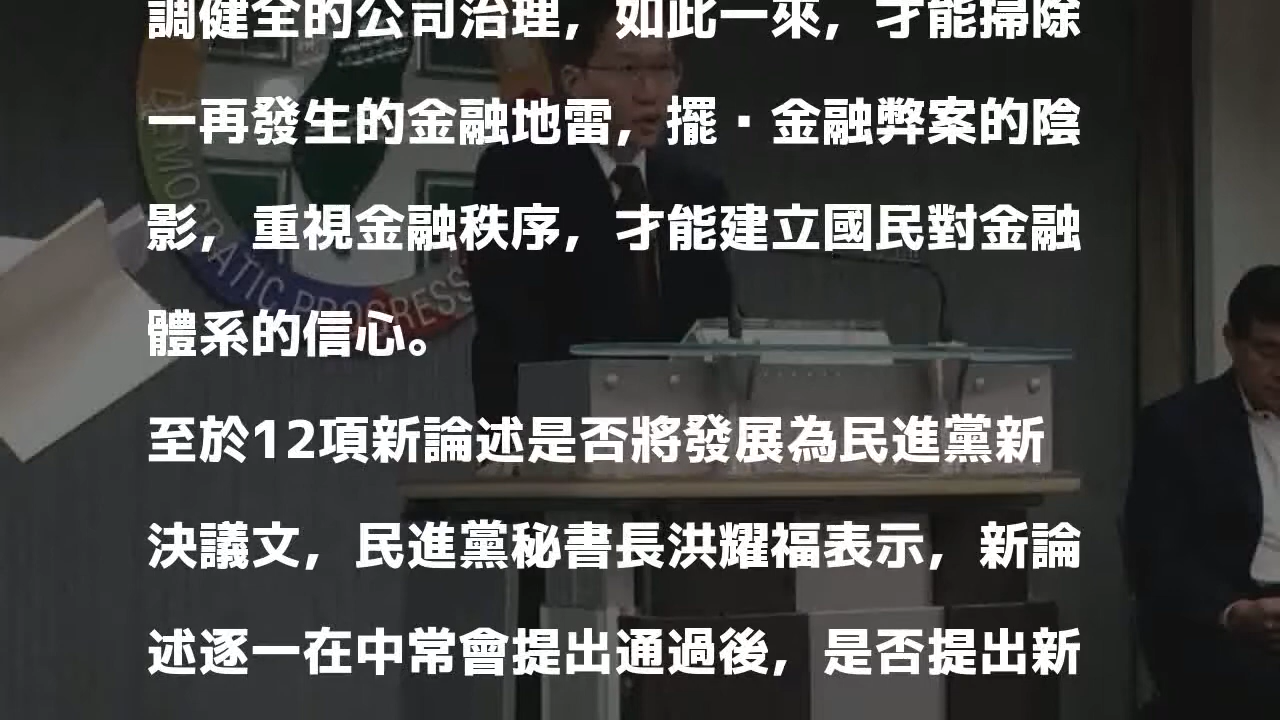 調健全的公司治理，如此一來，才能掃除
一再發生的金融地雷，擺▪金融弊案的陰
影，重視金融秩序，才能建立國民對金融
體系的信心。
至於12項新論述是否將發展為民進黨新
決議文，民進黨秘書長洪耀福表示，新論
述逐一在中常會提出通過後，是否提出新
DEMOCRATIC PROGRESS